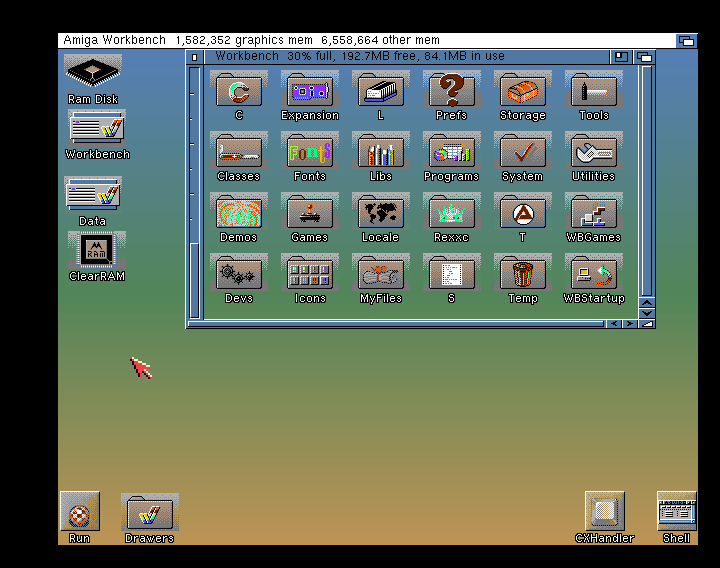 Amiga Workbench 1,582,352 graphics mem 6,558,664 other mem
Workbench 30% full, 192.7MB free, 84.1MB in use
Ram Disk
Workbench
Data
RAM
ClearRAM
C Expansion L Prefs Storage Tools
Fonts
Classes Fonts Libs Programs System Utilities
Demos Games Locale Rexxc T WBGames
Devs Icons MyFiles S Temp WBStartup
Run Drawers CXHandler Shell